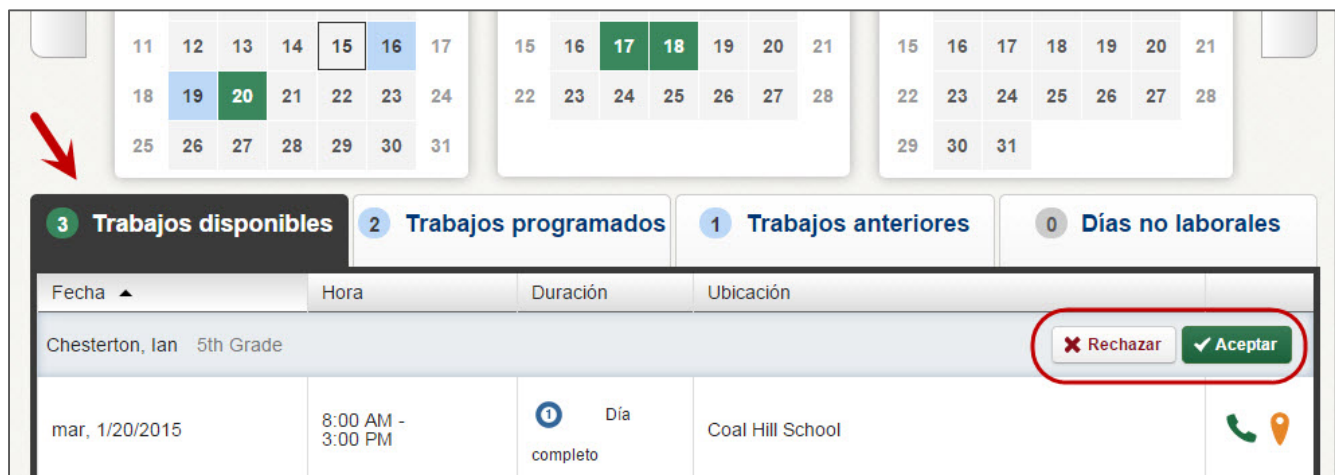 11 12 13 14 15 16 17 15 16 17 18 19 20 21 15 16 17 18 19 20 21
18 19 20 21 22 23 24 22 23 24 25 26 27 28 22 23 24 25 26 27 28
25 26 27 28 29 30 31 29 30 31
3 Trabajos disponibles 2 Trabajos programados 1 Trabajos anteriores 0 Días no laborales
Fecha Hora Duración Ubicación
Chesterton, Ian 5th Grade Rechazar Aceptar
mar, 1/20/2015
8:00 AM -
3:00 PM
1 Día
completo
Coal Hill School